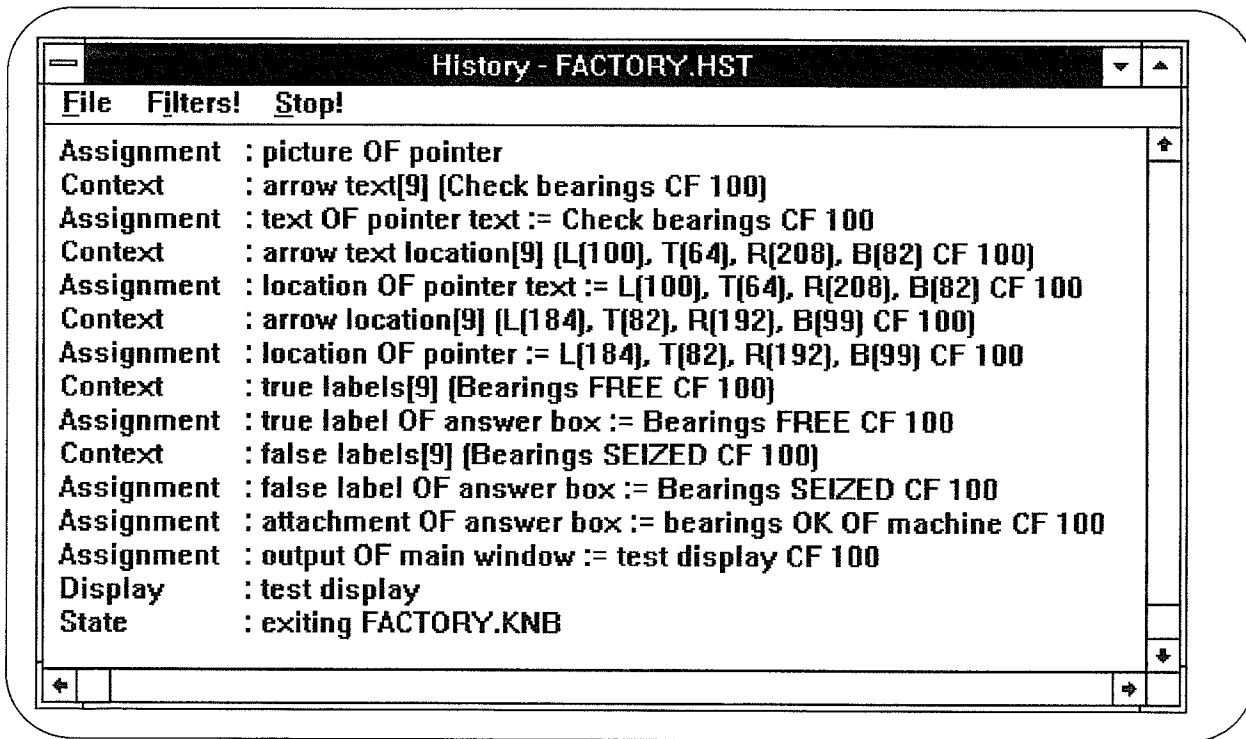 History - FACTORY.HST
File Filters! Stop!
Assignment : picture OF pointer
Context : arrow text[9] (Check bearings CF 100)
Assignment : text OF pointer text := Check bearings CF 100
Context : arrow text location[9] (L(100), T(64), R(208), B(82) CF 100)
Assignment : location OF pointer text := L(100), T(64), R(208), B(82) CF 100
Context : arrow location[9] (L(184), T(82), R(192), B(99) CF 100)
Assignment : location OF pointer := L(184), T(82), R(192), B(99) CF 100
Context : true labels[9] (Bearings FREE CF 100)
Assignment : true label OF answer box := Bearings FREE CF 100
Context : false labels[9] (Bearings SEIZED CF 100)
Assignment : false label OF answer box := Bearings SEIZED CF 100
Assignment : attachment OF answer box := bearings OK OF machine CF 100
Assignment : output OF main window := test display CF 100
Display : test display
State : exiting FACTORY.KNB